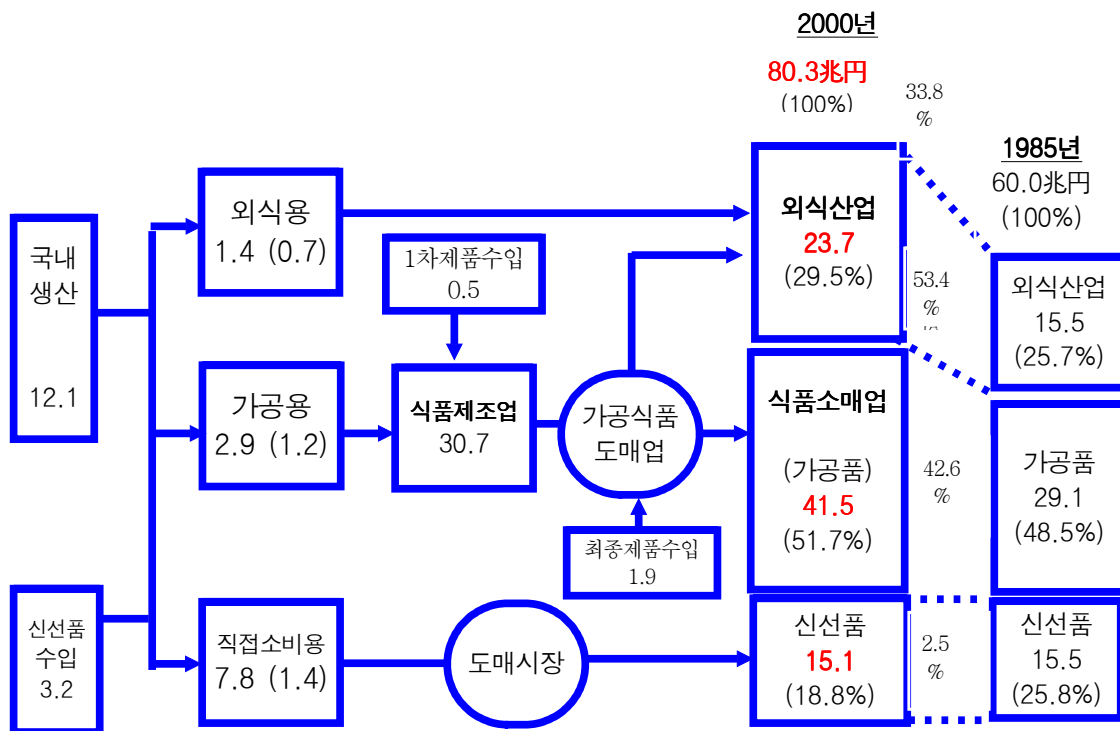 2000년
80.3兆円
(100%)
33.8
%
1985년
60.0兆円
(100%)
국내
생산
12.1
외식용
1.4 (0.7)
1차제품수입
0.5
외식산업
23.7
(29.5%)
53.4
%
외식산업
15.5
(25.7%)
가공용
2.9 (1.2)
식품제조업
30.7
가공식품
도매업
식품소매업
(가공품)
41.5
(51.7%)
42.6
%
가공품
29.1
(48.5%)
최종제품수입
1.9
신선품
수입
3.2
직접소비용
7.8 (1.4)
도매시장
신선품
15.1
(18.8%)
2.5
%
신선품
15.5
(25.8%)